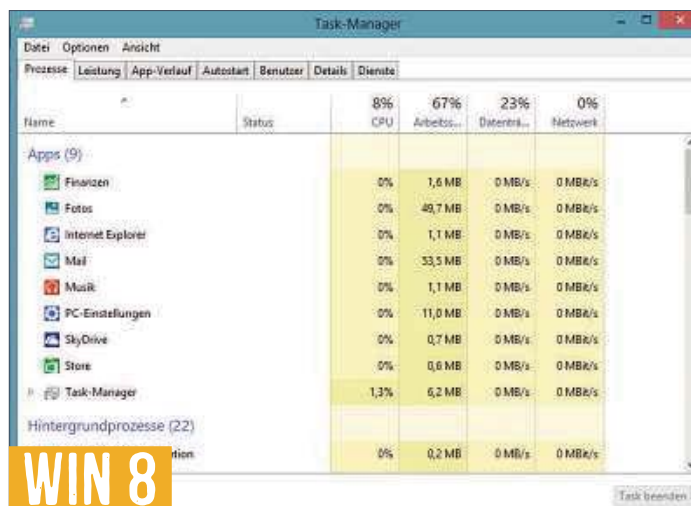 Task-Manager
Datei Optionen Ansicht
Prozesse Leistung App-Verlauf Autostart Benutzer Details Dienste
8% 67% 23% 0%
Name Status CPU Arbeitss... Datenträ... Netzwerk
Apps (9)
Finanzen 0% 1,6 MB 0 MB/s 0 MBit/s
Fotos 0% 49,7 MB 0 MB/s 0 MBit/s
Internet Explorer 0% 1,1 MB 0 MB/s 0 MBit/s
Mail 0% 53,5 MB 0 MB/s 0 MBit/s
Musik 0% 1,1 MB 0 MB/s 0 MBit/s
PC-Einstellungen 0% 11,0 MB 0 MB/s 0 MBit/s
SkyDrive 0% 0,7 MB 0 MB/s 0 MBit/s
Store 0% 0,6 MB 0 MB/s 0 MBit/s
Task-Manager 1,3% 6,2 MB 0 MB/s 0 MBit/s
Hintergrundprozesse (22)
0% 0,2 MB 0 MB/s 0 MBit/s
WIN 8
Task beenden